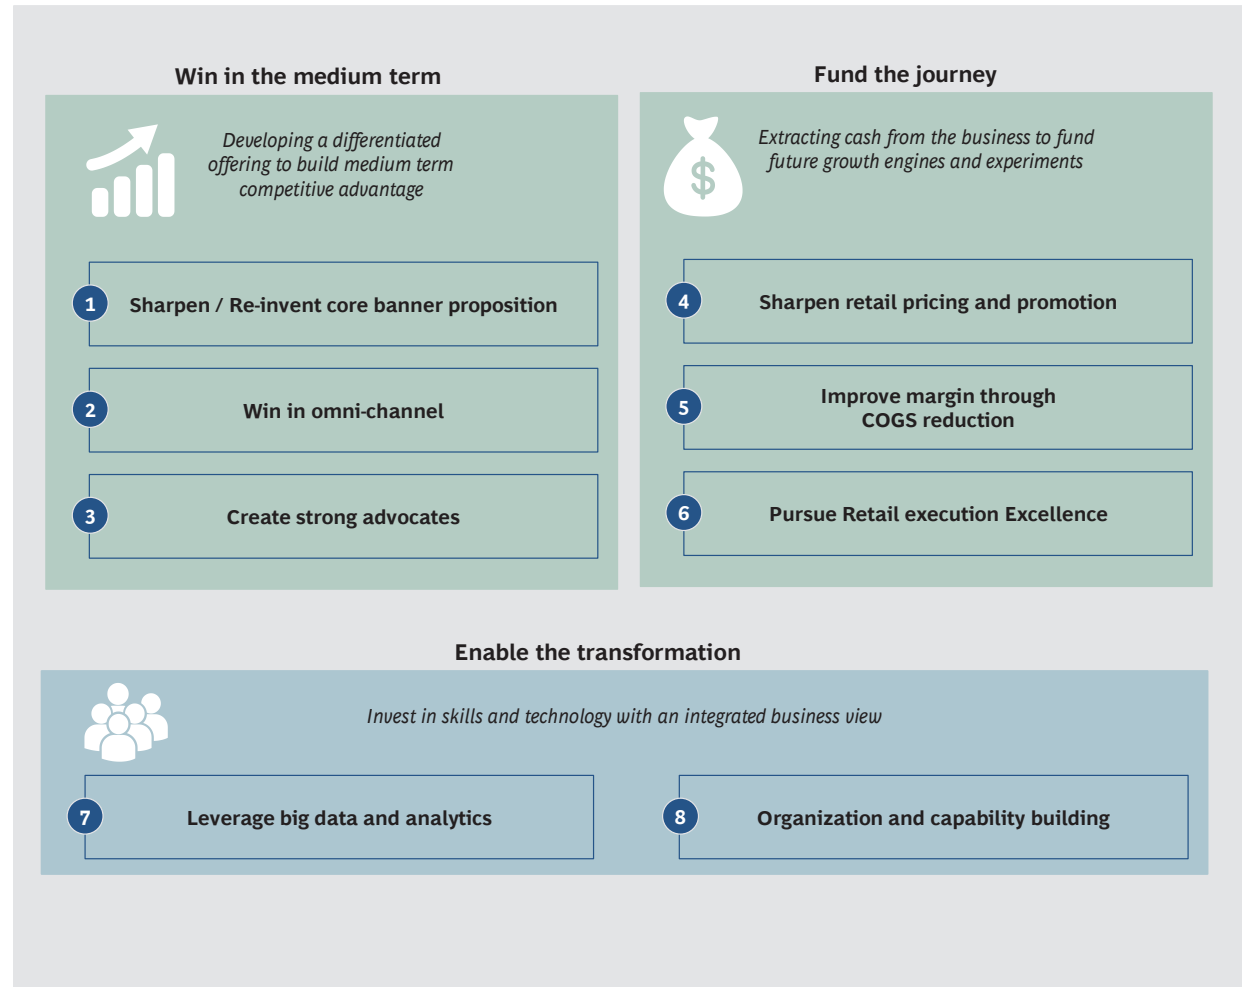 Win in the medium term
Developing a differentiated
offering to build medium term
competitive advantage
1
Sharpen / Re-invent core banner proposition
2
Win in omni-channel
3
Create strong advocates
Fund the journey
$
Extracting cash from the business to fund
future growth engines and experiments
4
Sharpen retail pricing and promotion
5
Improve margin through
COGS reduction
6
Pursue Retail execution Excellence
Enable the transformation
Invest in skills and technology with an integrated business view
7
Leverage big data and analytics
8
Organization and capability building